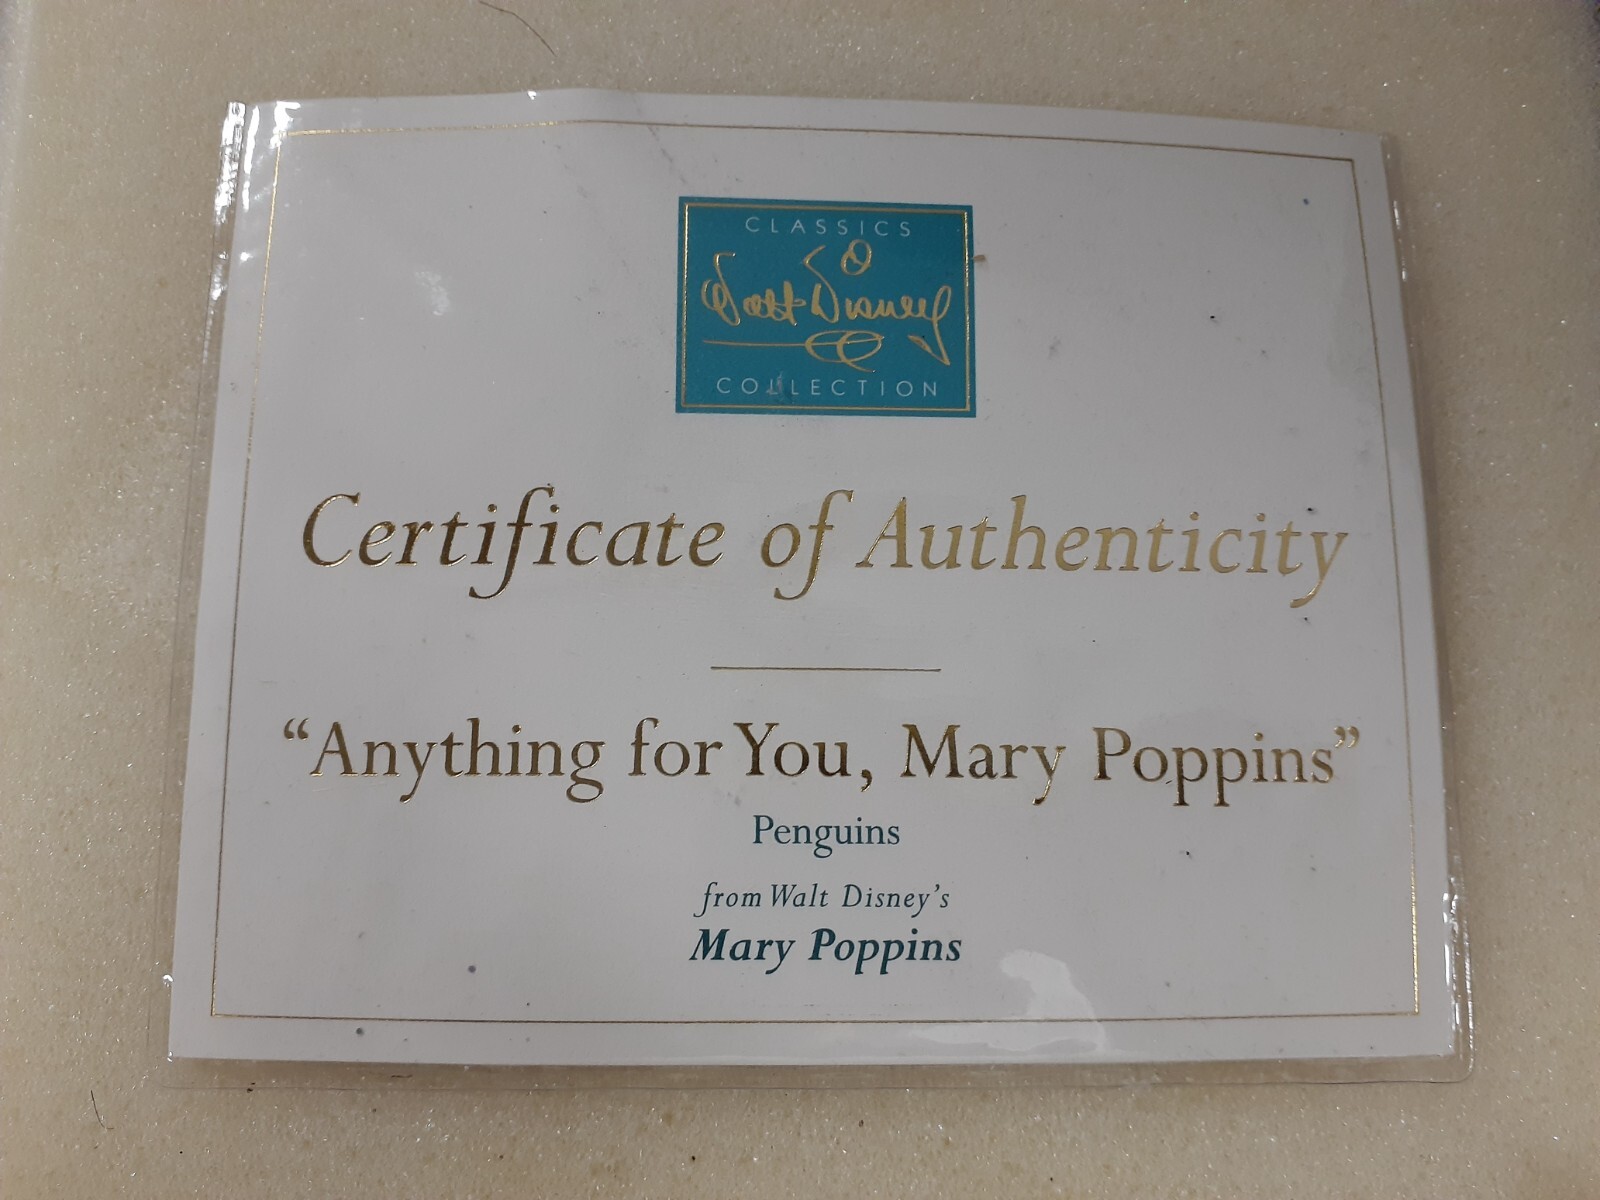 CLASSICS
Walt Disney
COLLECTION
Certificate of Authenticity
“Anything for You, Mary Poppins”
Penguins
from Walt Disney’s
Mary Poppins